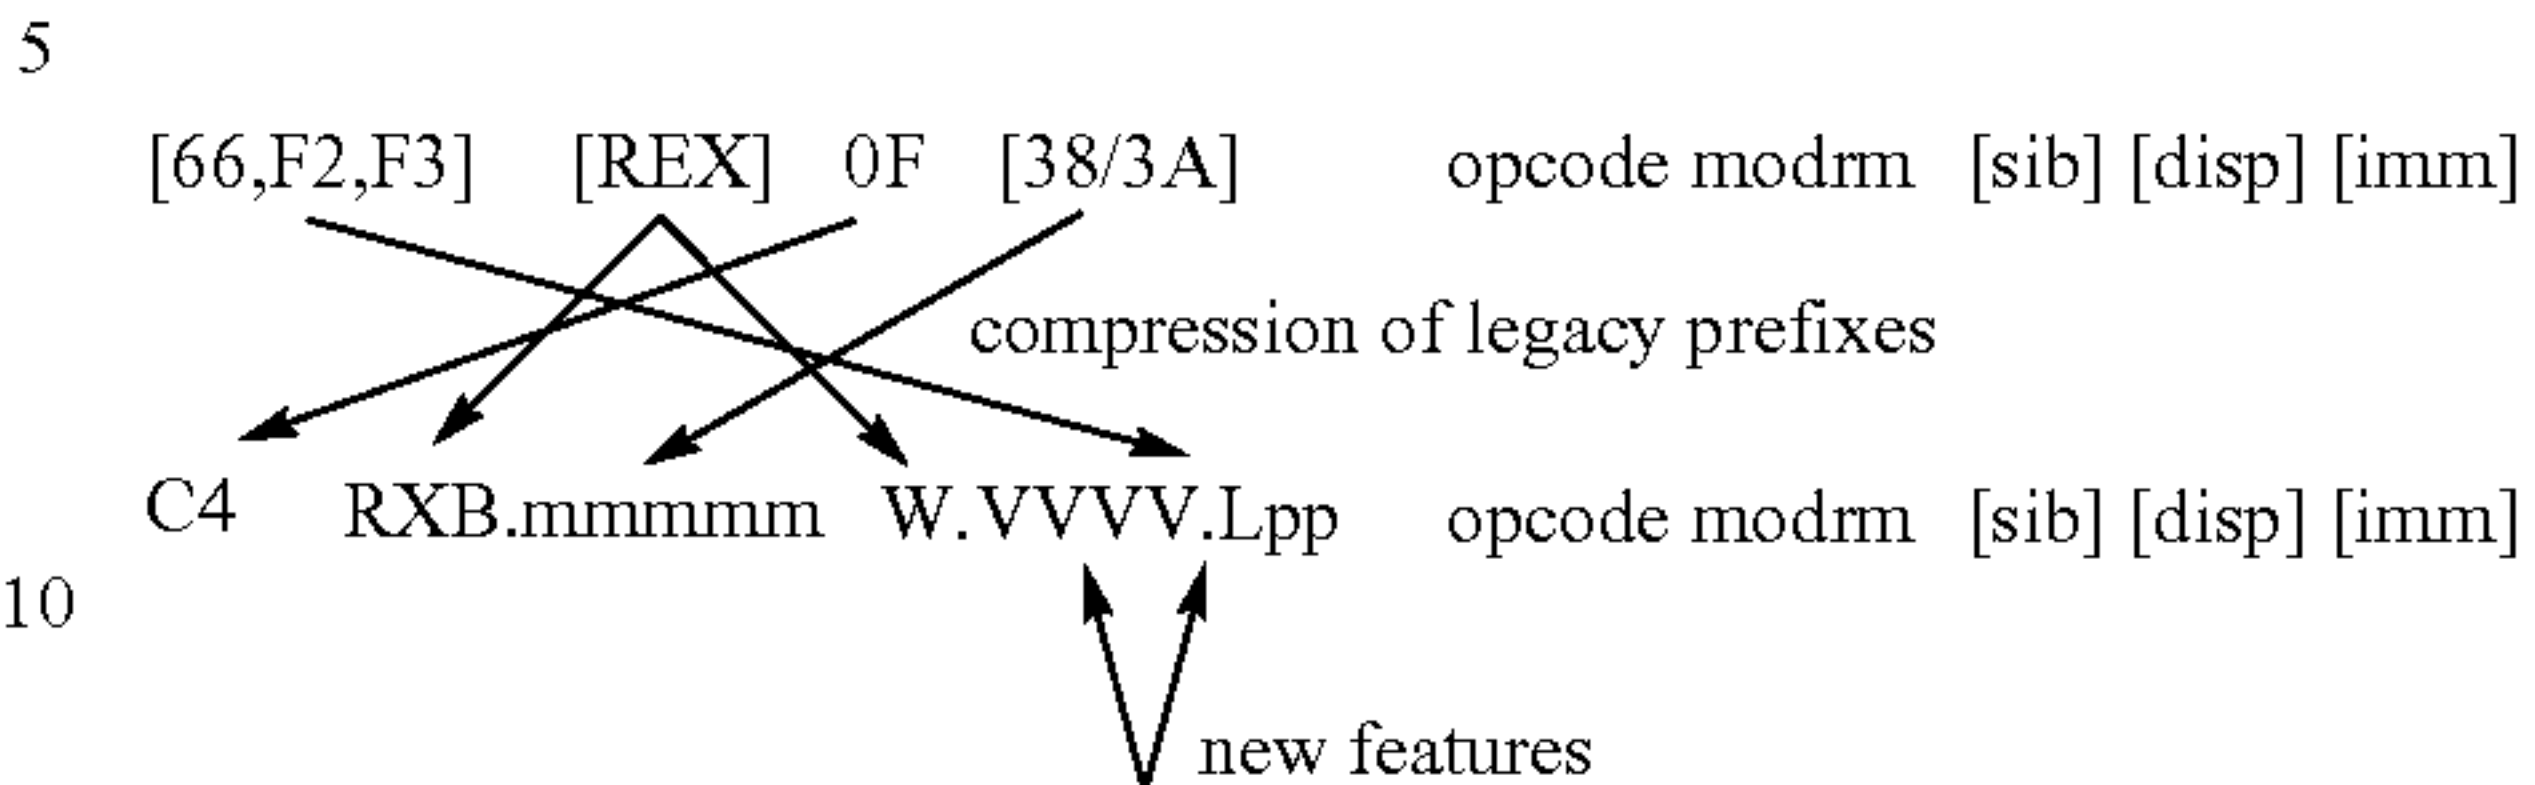 5
[66,F2,F3] [REX] 0F [38/3A] opcode modrm [sib] [disp] [imm]
compression of legacy prefixes
C4 RXB.mmmmm W.VVVV.Lpp opcode modrm [sib] [disp] [imm]
10
new features